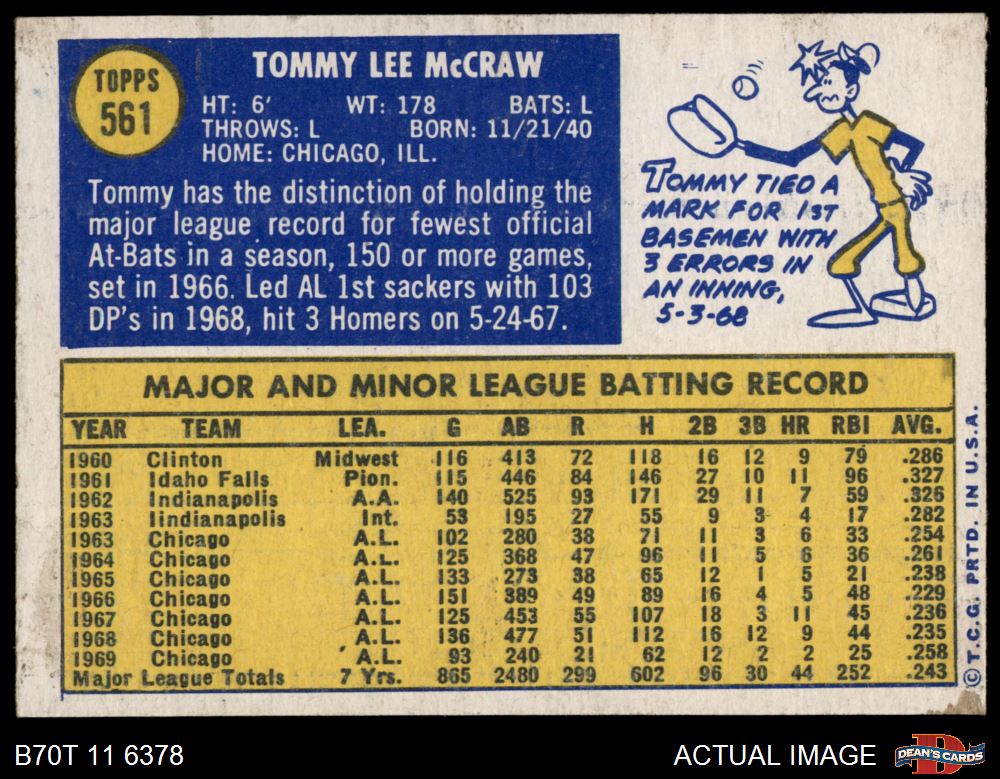 TOPPS
561
TOMMY LEE McCRAW
HT: 6' WT: 178 BATS: L
THROWS: L BORN: 11/21/40
HOME: CHICAGO, ILL.
Tommy has the distinction of holding the
major league record for fewest official
At-Bats in a season, 150 or more games,
set in 1966. Led AL 1st sackers with 103
DP's in 1968, hit 3 Homers on 5-24-67.
TOMMY TIED A
MARK FOR 1ST
BASEMEN WITH
3 ERRORS IN
AN INNING,
5-3-68
MAJOR AND MINOR LEAGUE BATTING RECORD
YEAR TEAM LEA. G AB R H 2B 3B HR RBI AVG.
1960 Clinton Midwest 116 413 72 118 16 12 9 79 .286
1961 Idaho Falls Pion. 115 446 84 146 27 10 11 96 .327
1962 Indianapolis A.A. 140 525 93 171 29 11 7 59 .326
1963 Iindianapolis Int. 53 195 27 55 9 3 4 17 .282
1963 Chicago A.L. 102 280 38 71 11 3 6 33 .254
1964 Chicago A.L. 125 368 47 96 11 5 6 36 .261
1965 Chicago A.L. 133 273 38 65 12 1 5 21 .238
1966 Chicago A.L. 151 389 49 89 16 4 5 48 .229
1967 Chicago A.L. 125 453 55 107 18 3 11 45 .236
1968 Chicago A.L. 136 477 51 112 16 12 9 44 .235
1969 Chicago A.L. 93 240 21 62 12 2 2 25 .258
Major League Totals 7 Yrs. 865 2480 299 602 96 30 44 252 .243
© T.C.G. PRTD. IN U.S.A.
B70T 11 6378 ACTUAL IMAGE
DEAN'S CARDS